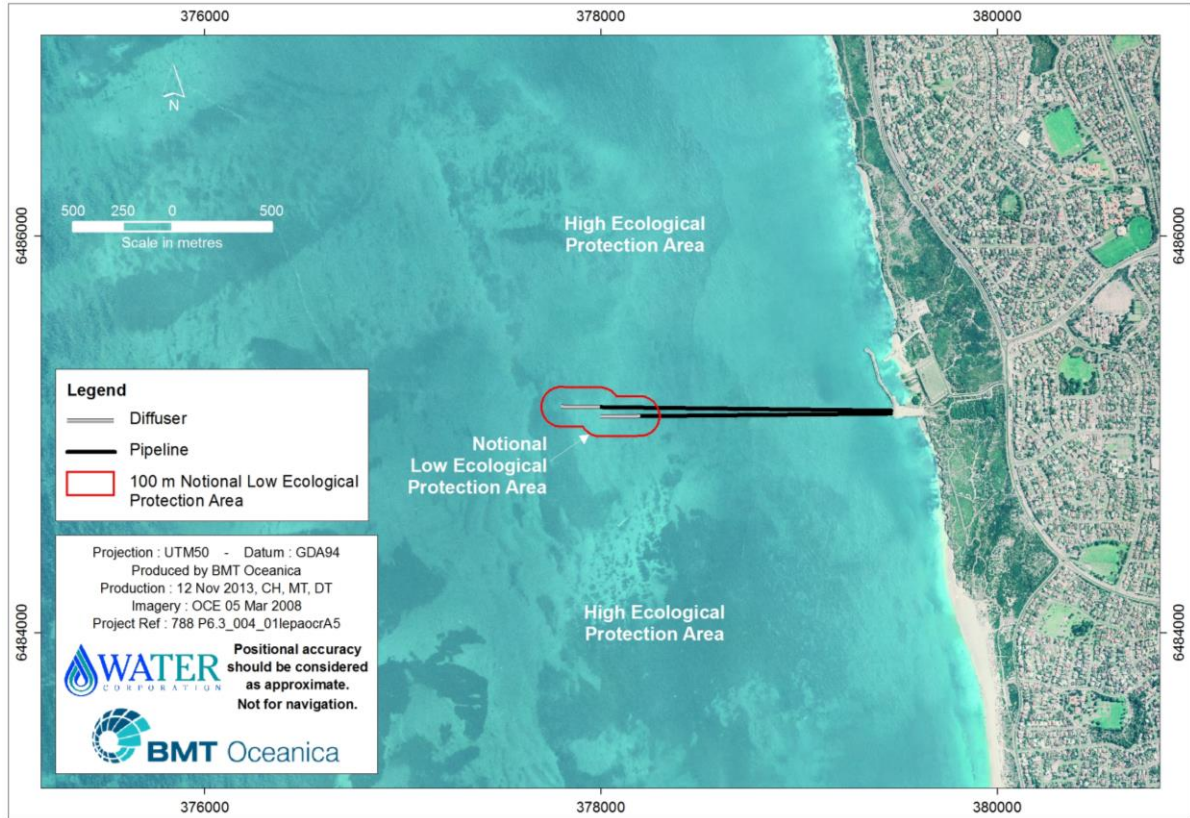 376000
378000
380000
N
500 250 0 500
Scale in metres
6486000
6486000
High Ecological
Protection Area
Legend
Diffuser
Pipeline
100 m Notional Low Ecological
Protection Area
Notional
Low Ecological
Protection Area
Projection : UTM50 - Datum : GDA94
Produced by BMT Oceanica
Production : 12 Nov 2013, CH, MT, DT
Imagery : OCE 05 Mar 2008
Project Ref : 788 P6.3_004_01lepaocrA5
WATER
CORPORATION
Positional accuracy
should be considered
as approximate.
Not for navigation.
BMT Oceanica
High Ecological
Protection Area
6484000
6484000
376000
378000
380000